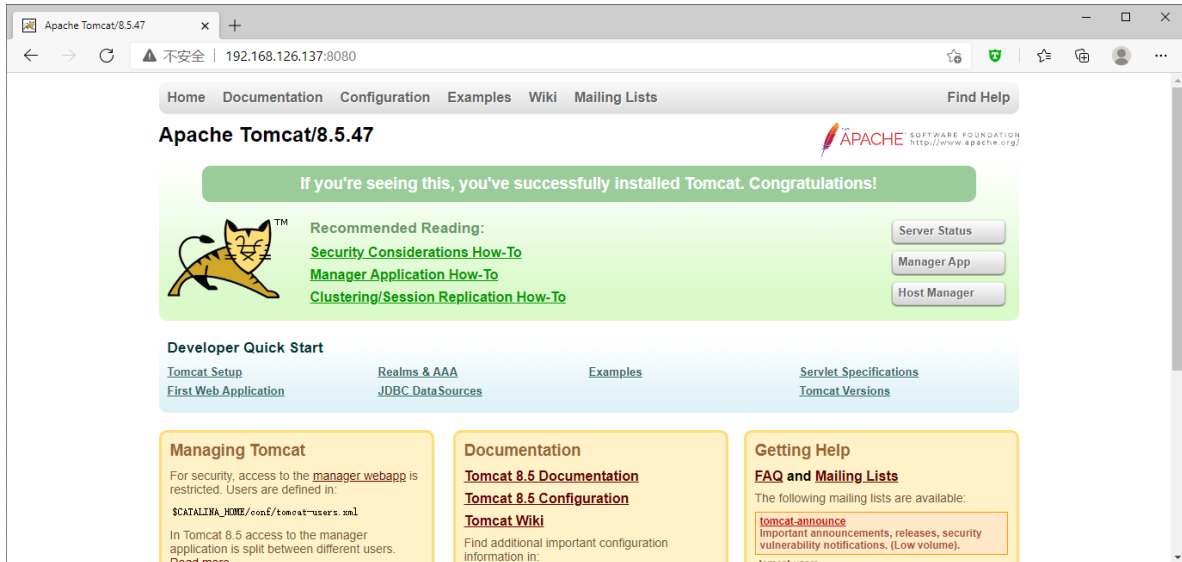 Apache Tomcat/8.5.47
不安全 192.168.126.137:8080
Home Documentation Configuration Examples Wiki Mailing Lists Find Help
Apache Tomcat/8.5.47
THE APACHE SOFTWARE FOUNDATION
http://www.apache.org/
If you're seeing this, you've successfully installed Tomcat. Congratulations!
TM
Recommended Reading:
Security Considerations How-To
Manager Application How-To
Clustering/Session Replication How-To
Server Status
Manager App
Host Manager
Developer Quick Start
Tomcat Setup
First Web Application
Realms & AAA
JDBC DataSources
Examples
Servlet Specifications
Tomcat Versions
Managing Tomcat
For security, access to the manager webapp is
restricted. Users are defined in:
$CATALINA_HOME/conf/tomcat-users.xml
In Tomcat 8.5 access to the manager
application is split between different users.
Read more...
Documentation
Tomcat 8.5 Documentation
Tomcat 8.5 Configuration
Tomcat Wiki
Find additional important configuration
information in:
Getting Help
FAQ and Mailing Lists
The following mailing lists are available:
tomcat-announce
Important announcements, releases, security
vulnerability notifications. (Low volume).